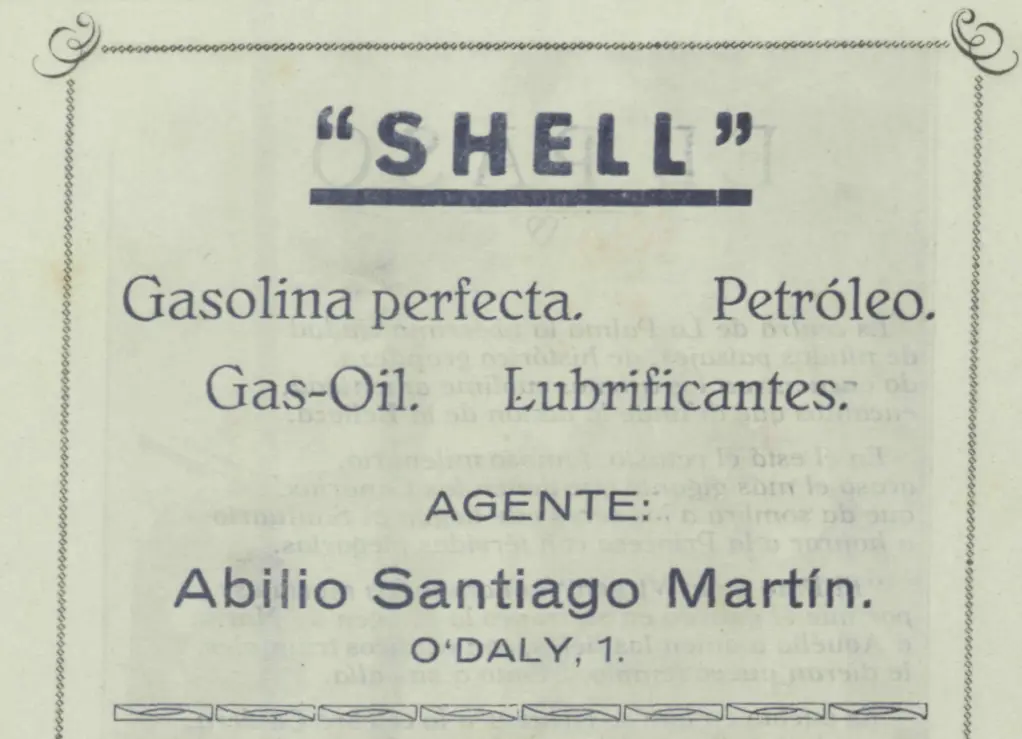 “SHELL”
Gasolina perfecta. Petróleo.
Gas-Oil. Lubrificantes.
AGENTE:
Abilio Santiago Martín.
O‘DALY, 1.